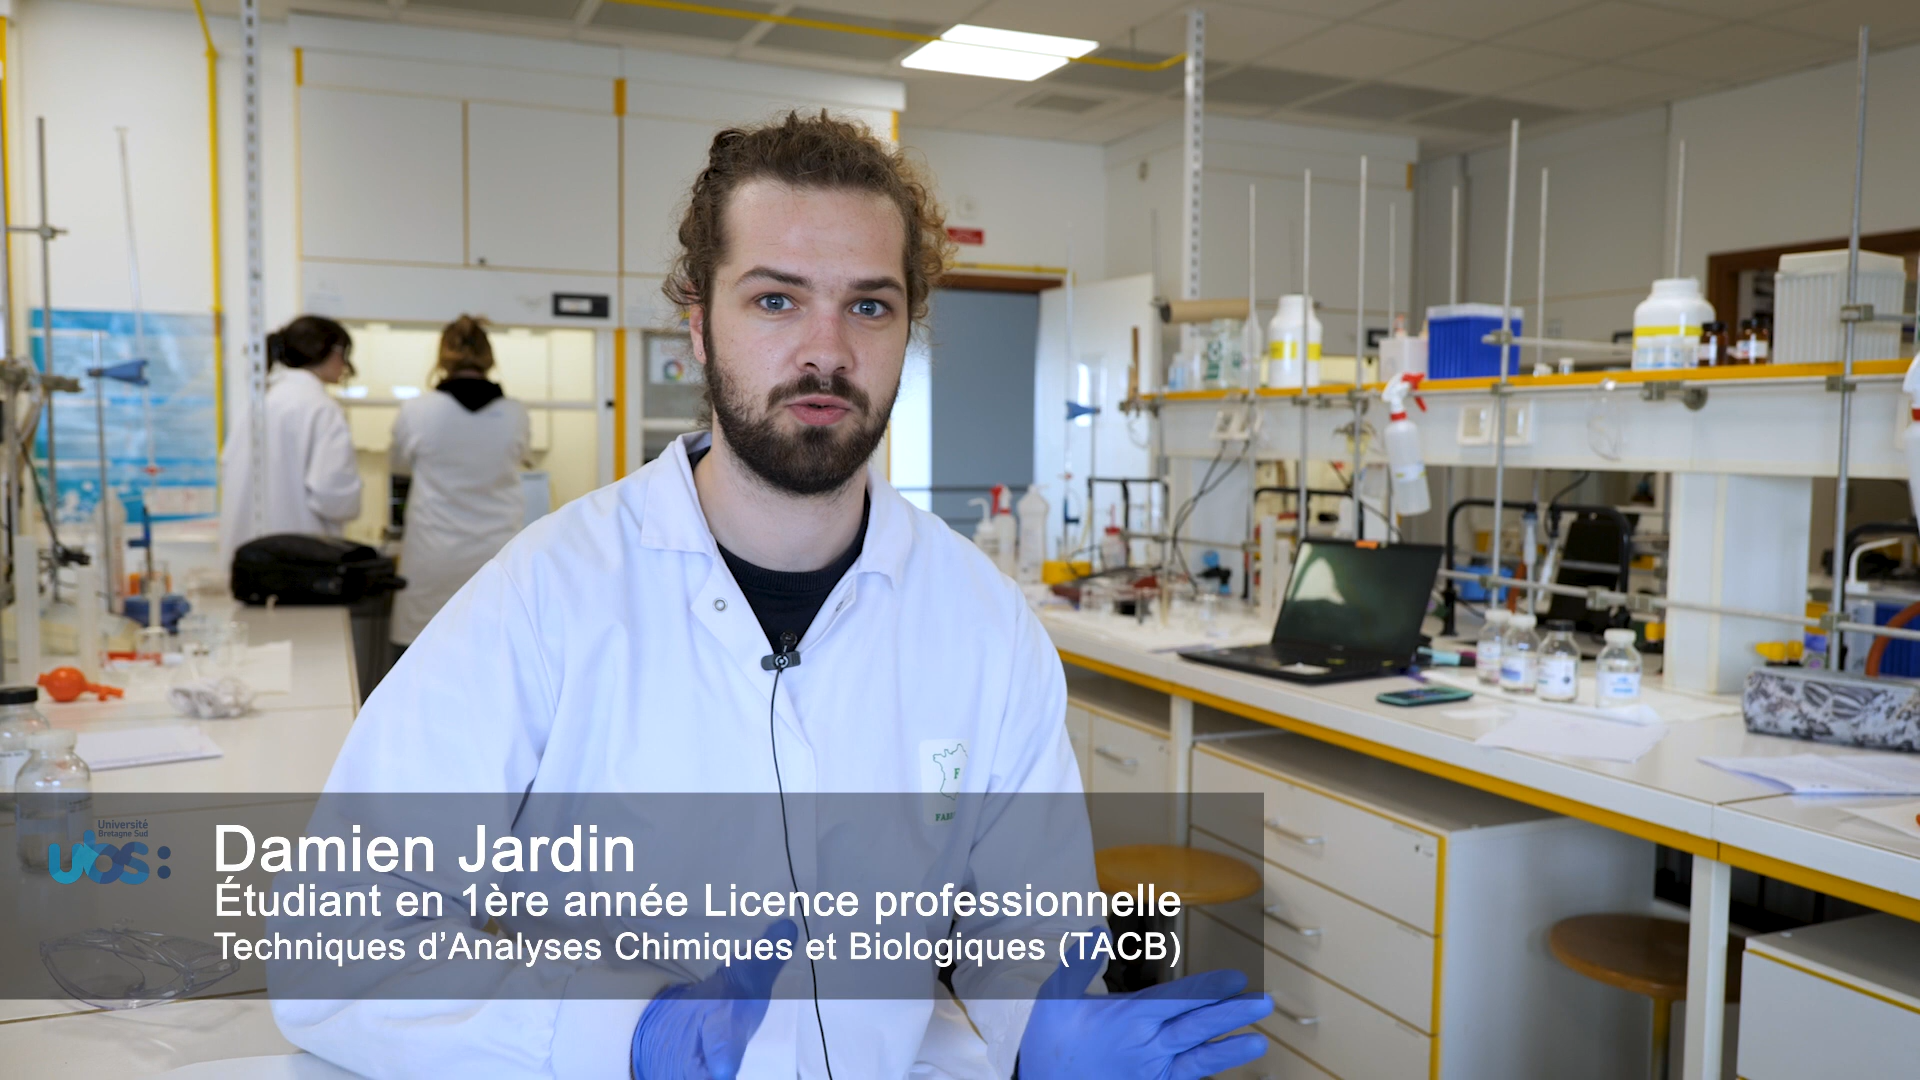 Université
Bretagne Sud
ubs:
Damien Jardin
Étudiant en 1ère année Licence professionnelle
Techniques d’Analyses Chimiques et Biologiques (TACB)
F